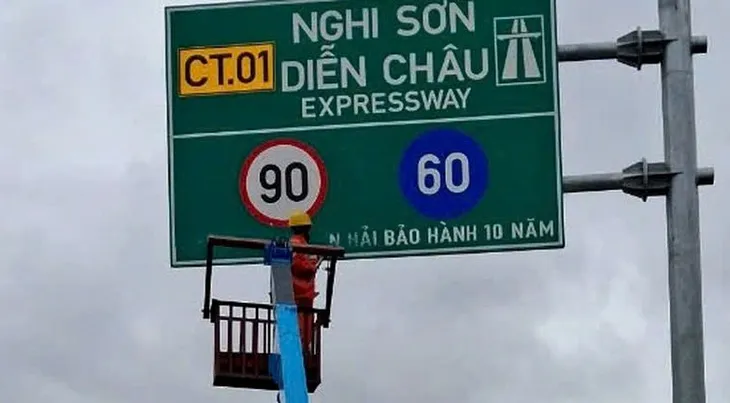 NGHI SƠN
CT.01
DIỄN CHÂU
EXPRESSWAY
90
60
N HẢI BẢO HÀNH 10 NĂM